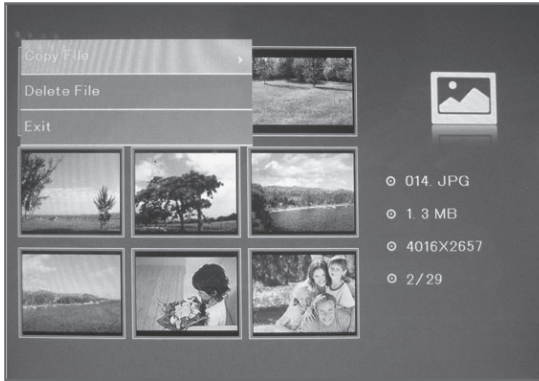 Copy File
Delete File
Exit
014. JPG
1. 3 MB
4016X2657
2/29